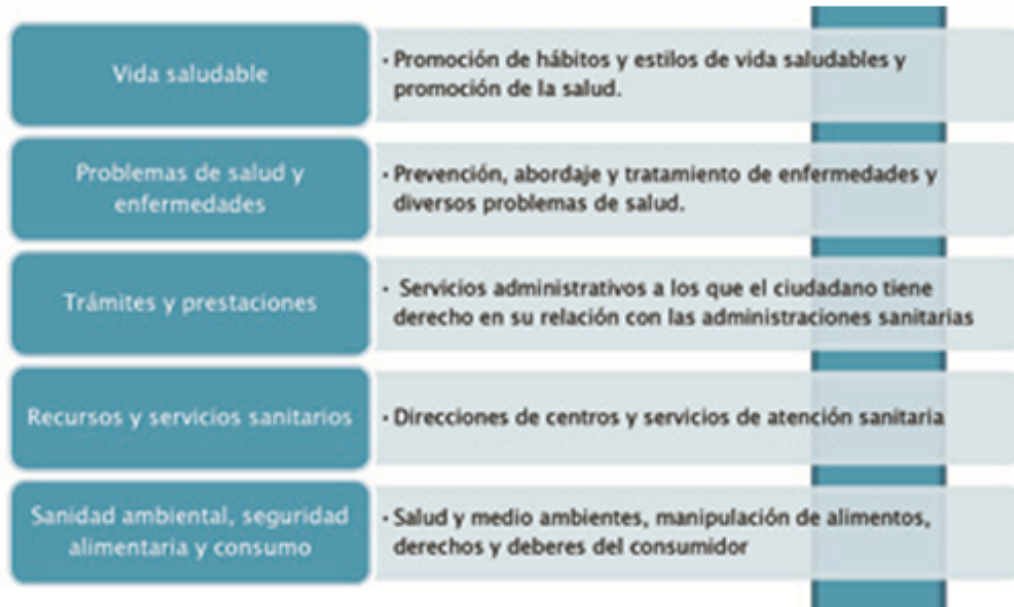 Vida saludable
· Promoción de hábitos y estilos de vida saludables y
promoción de la salud.
Problemas de salud y
enfermedades
· Prevención, abordaje y tratamiento de enfermedades y
diversos problemas de salud.
Trámites y prestaciones
· Servicios administrativos a los que el ciudadano tiene
derecho en su relación con las administraciones sanitarias
Recursos y servicios sanitarios
· Direcciones de centros y servicios de atención sanitaria
Sanidad ambiental, seguridad
alimentaria y consumo
· Salud y medio ambientes, manipulación de alimentos,
derechos y deberes del consumidor